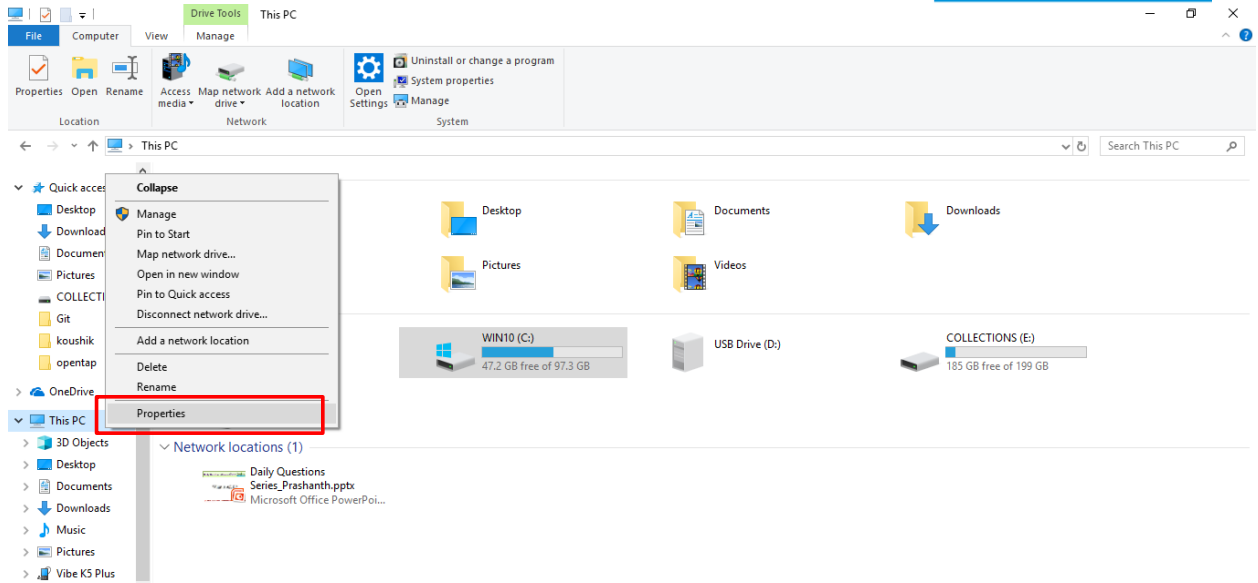 Drive Tools This PC
File Computer View Manage
Properties Open Rename
Location
Access media
Map network drive
Add a network location
Network
Open Settings
Uninstall or change a program
System properties
Manage
System
This PC
Search This PC
Quick acces
Desktop
Download
Documen
Pictures
COLLECTI
Git
koushik
opentap
OneDrive
This PC
3D Objects
Desktop
Documents
Downloads
Music
Pictures
Vibe K5 Plus
Collapse
Manage
Pin to Start
Map network drive...
Open in new window
Pin to Quick access
Disconnect network drive...
Add a network location
Delete
Rename
Properties
Desktop
Documents
Downloads
Pictures
Videos
WIN10 (C:)
47.2 GB free of 97.3 GB
USB Drive (D:)
COLLECTIONS (E:)
185 GB free of 199 GB
Network locations (1)
Daily Questions
Series_Prashanth.pptx
Microsoft Office PowerPoi...